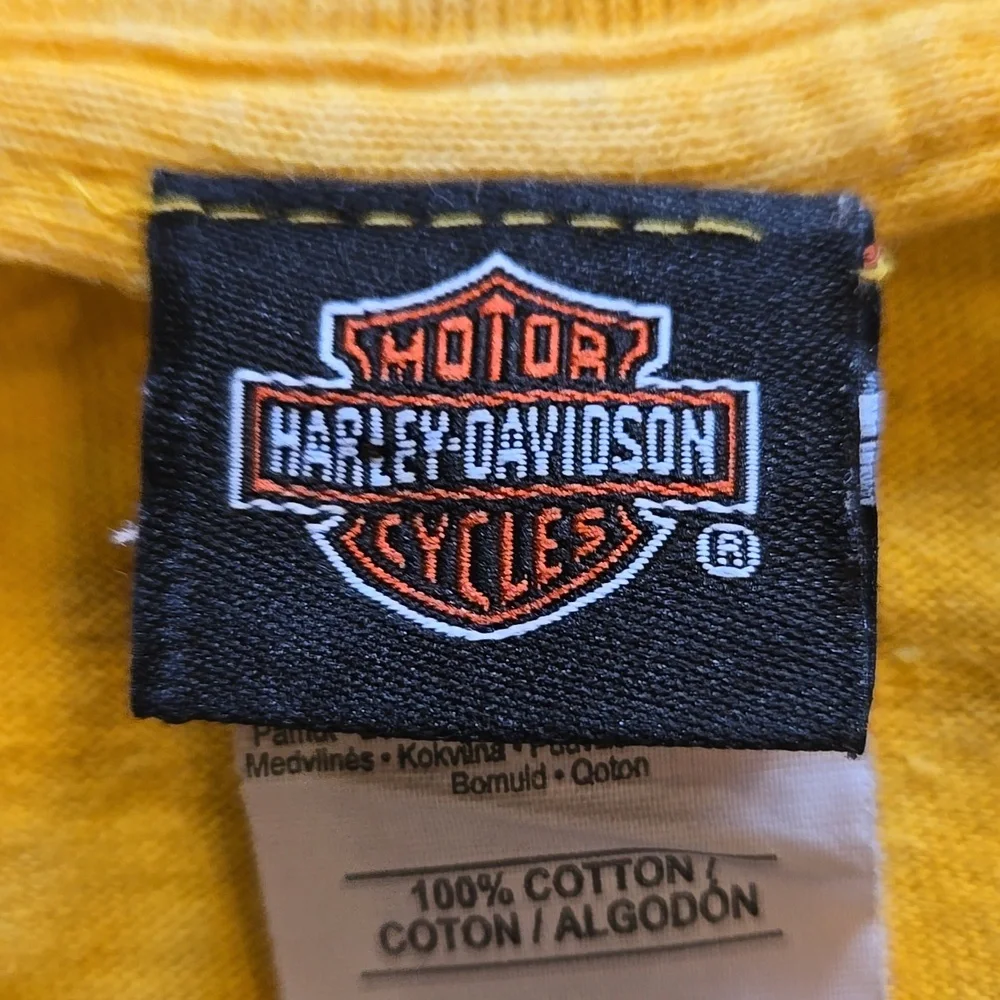 MOTOR
HARLEY-DAVIDSON
CYCLES
®
Medvilnės • Kokvilna •
Bomuld • Qoton
100% COTTON /
COTON / ALGODÓN